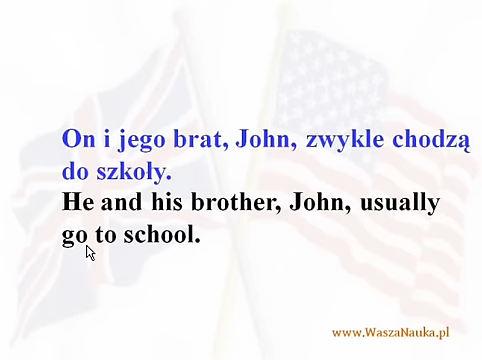 On i jego brat, John, zwykle chodzą
do szkoły.
He and his brother, John, usually
go to school.
www.WaszaNauka.pl